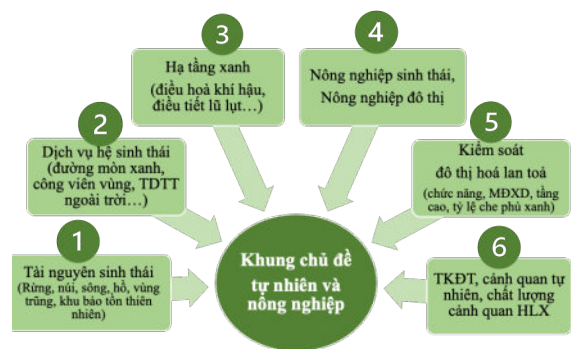 1
Tài nguyên sinh thái
(Rừng, núi, sông, hồ, vùng
trũng, khu bảo tồn thiên
nhiên)
2
Dịch vụ hệ sinh thái
(đường mòn xanh,
công viên vùng, TDTT
ngoài trời…)
3
Hạ tầng xanh
(điều hoà khí hậu,
điều tiết lũ lụt…)
4
Nông nghiệp sinh thái,
Nông nghiệp đô thị
5
Kiểm soát
đô thị hoá lan toả
(chức năng, MĐXD, tầng
cao, tỷ lệ che phủ xanh)
6
TKĐT, cảnh quan tự
nhiên, chất lượng
cảnh quan HLX
Khung chủ đề
tự nhiên và
nông nghiệp